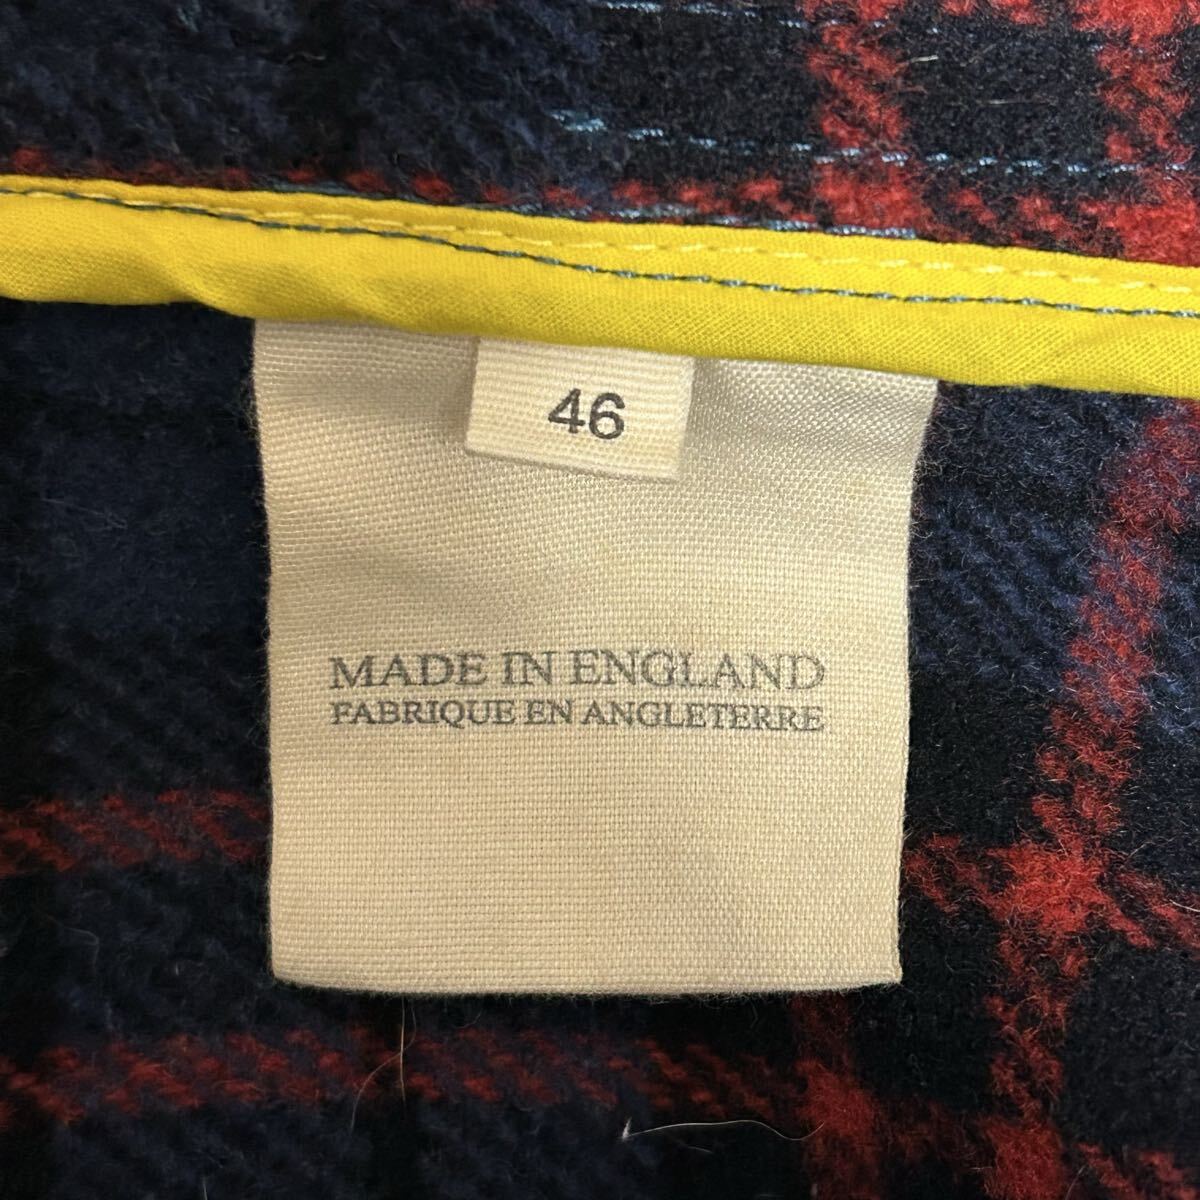 46
MADE IN ENGLAND
FABRIQUE EN ANGLETERRE